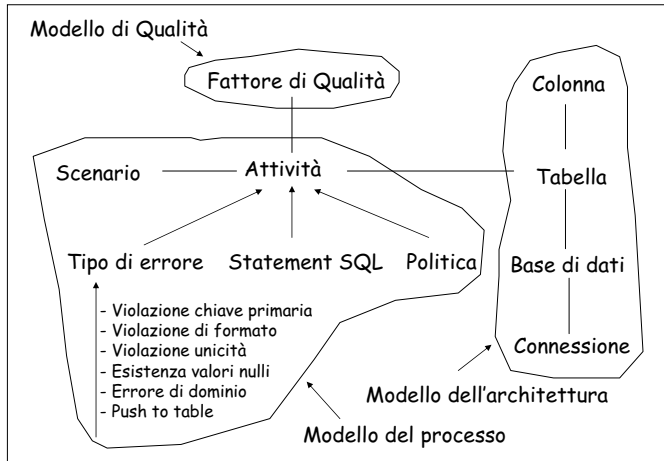 Modello di Qualità
Fattore di Qualità
Colonna
Scenario
Attività
Tabella
Tipo di errore
Statement SQL
Politica
Base di dati
- Violazione chiave primaria
- Violazione di formato
- Violazione unicità
- Esistenza valori nulli
- Errore di dominio
- Push to table
Connessione
Modello dell'architettura
Modello del processo